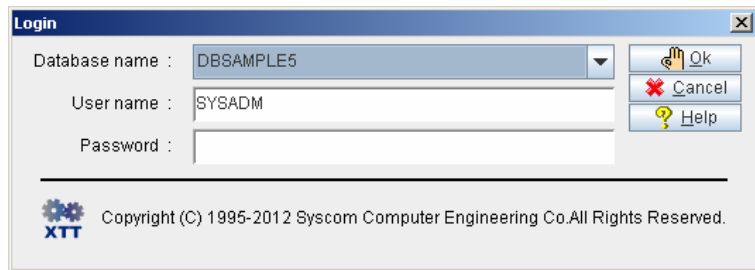 Login
Database name : DBSAMPLE5
User name : SYSADM
Password :
Ok
Cancel
Help
XTT
Copyright (C) 1995-2012 Syscom Computer Engineering Co.All Rights Reserved.